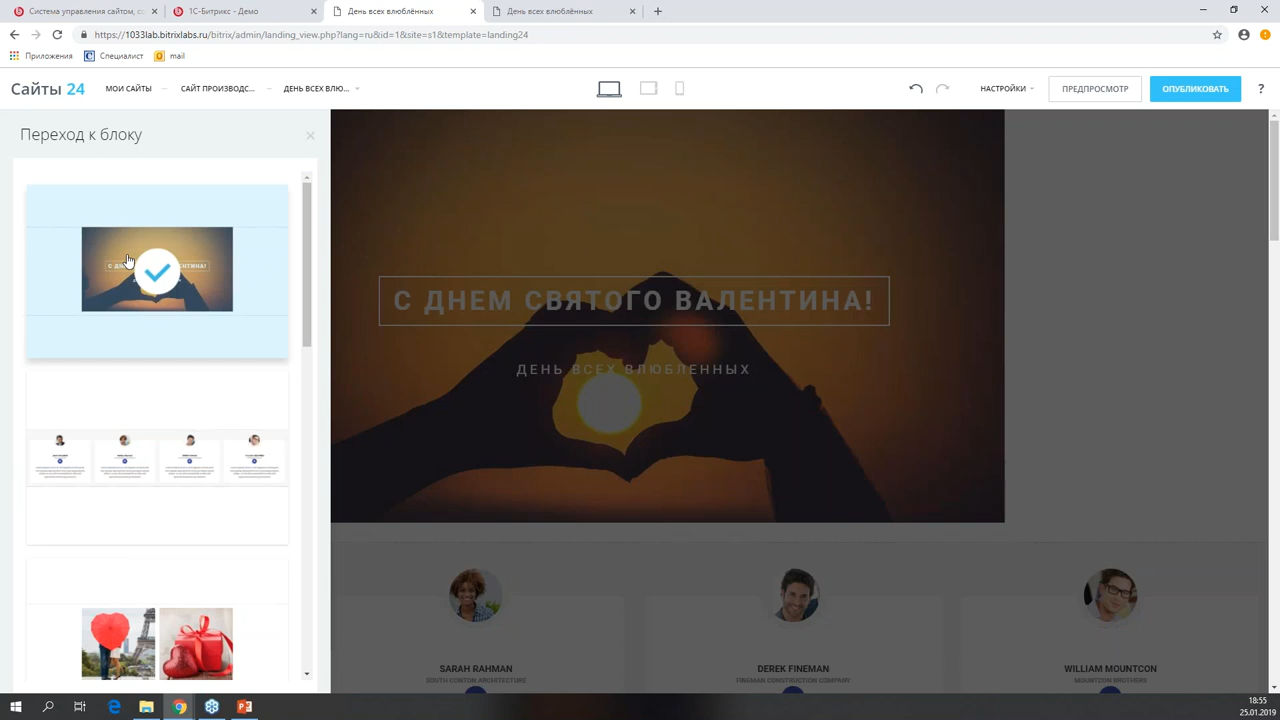 Система управления сайтом, со
1С-Битрикс - Демо
День всех влюблённых
День всех влюблённых
https://1033lab.bitrixlabs.ru/bitrix/admin/landing_view.php?lang=ru&id=1&site=s1&template=landing24
Приложения
Специалист
mail
Сайты 24
МОИ САЙТЫ
САЙТ ПРОИЗВОДС...
ДЕНЬ ВСЕХ ВЛЮ...
НАСТРОЙКИ
ПРЕДПРОСМОТР
ОПУБЛИКОВАТЬ
?
Переход к блоку
С ДНЕМ СВЯТОГО ВАЛЕНТИНА!
ДЕНЬ ВСЕХ ВЛЮБЛЕННЫХ
SARAH RAHMAN
DEREK FINEMAN
WILLIAM MOUNTCON
SOUTH CONTON ARCHITECTURE
FINEMAN CONSTRUCTION COMPANY
MOUNTCON BROTHERS
18:55
25.01.2019